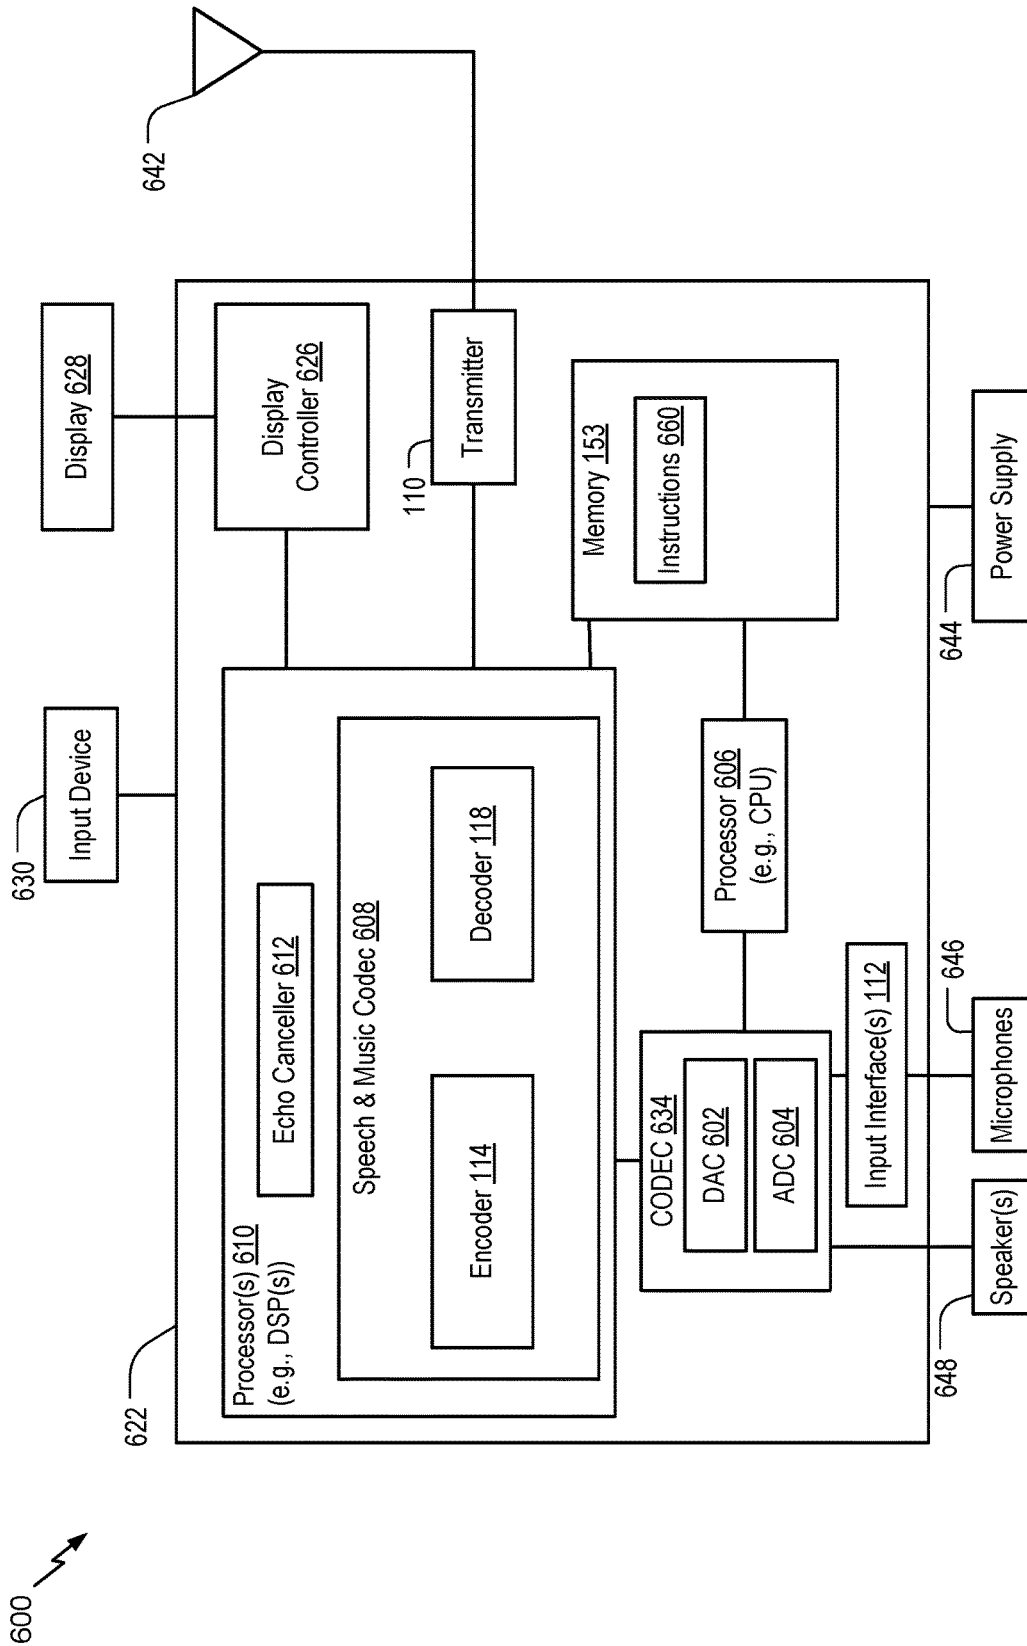 600
622
630
Input Device
Display 628
642
Processor(s) 610
(e.g., DSP(s))
Echo Canceller 612
Display
Controller 626
Speech & Music Codec 608
Encoder 114
Decoder 118
110
Transmitter
Memory 153
Instructions 660
CODEC 634
DAC 602
ADC 604
Processor 606
(e.g., CPU)
Input Interface(s) 112
648
Speaker(s)
646
Microphones
644
Power Supply